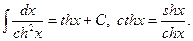 ∫ dx / ch²x = thx + C, cthx = shx / chx.